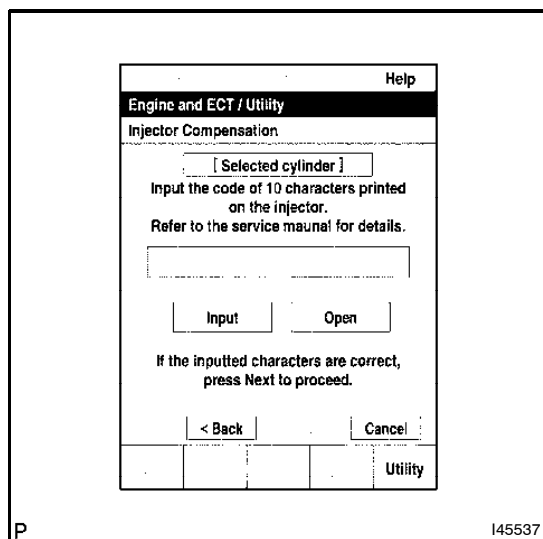 Help
Engine and ECT / Utility
Injector Compensation
[ Selected cylinder ]
Input the code of 10 characters printed
on the injector.
Refer to the service maunal for details.
Input Open
If the inputted characters are correct,
press Next to proceed.
< Back Cancel
Utility
P I45537